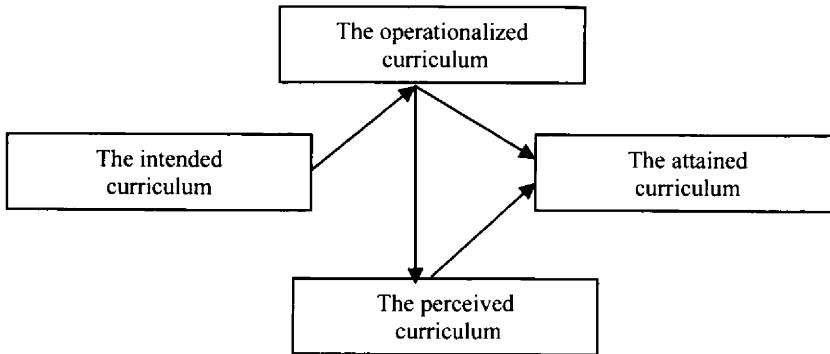 The operationalized
curriculum
The intended
curriculum
The attained
curriculum
The perceived
curriculum